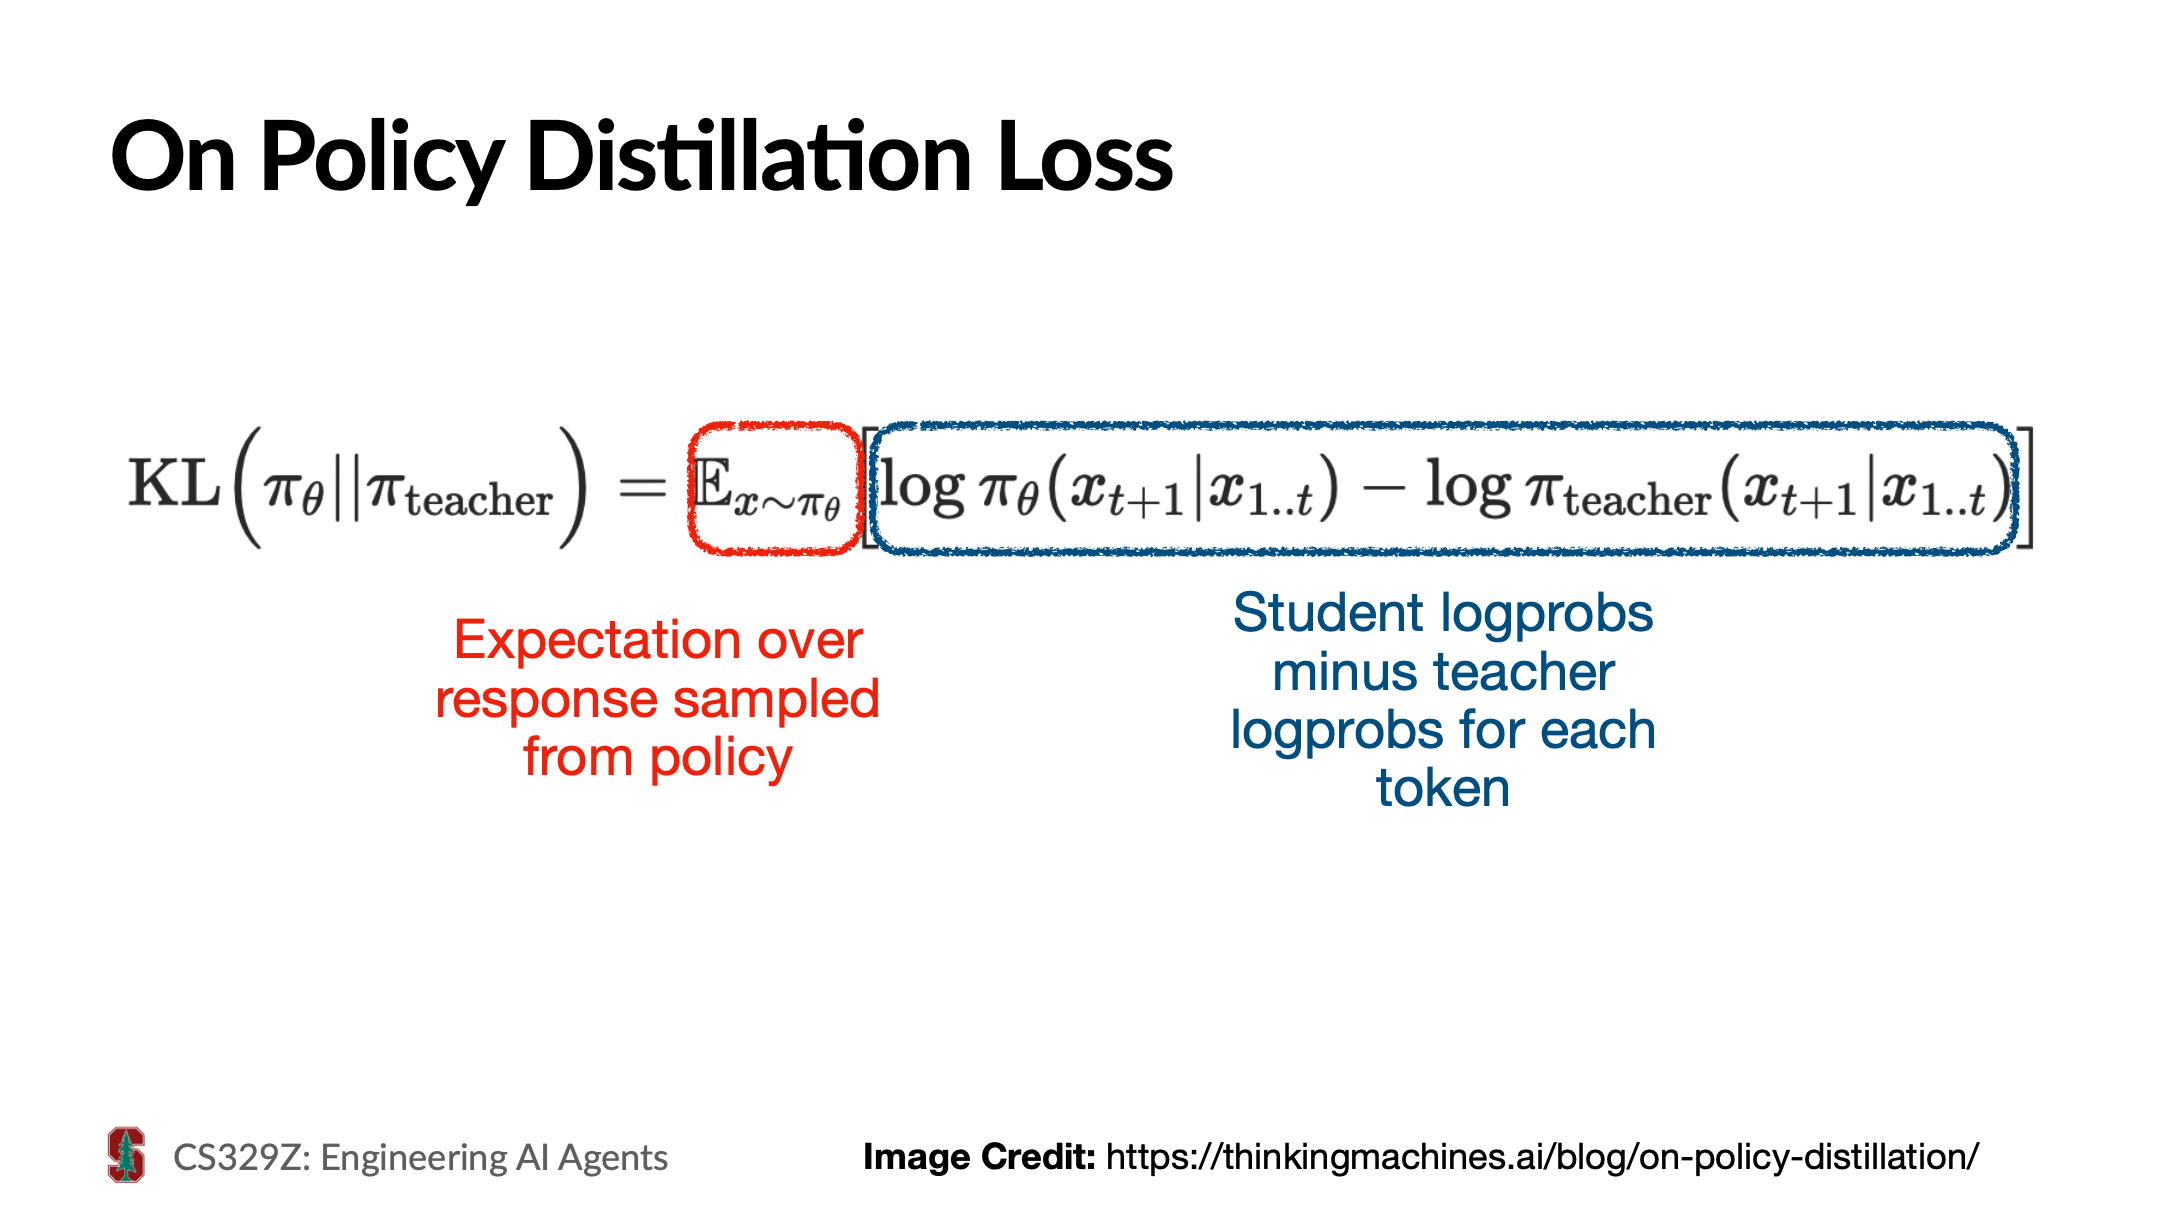 On Policy Distillation Loss
KL(π_θ||π_teacher) = 𝔼_{x∼π_θ} [log π_θ(x_{t+1}|x_{1..t}) − log π_teacher(x_{t+1}|x_{1..t})]
Expectation over
response sampled
from policy
Student logprobs
minus teacher
logprobs for each
token
CS329Z: Engineering AI Agents
Image Credit: https://thinkingmachines.ai/blog/on-policy-distillation/